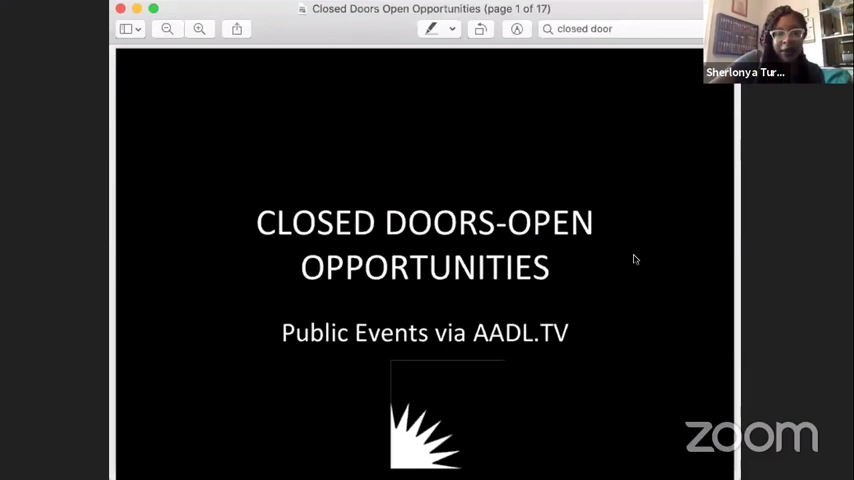 Closed Doors Open Opportunities (page 1 of 17)
closed door
Sherlonya Tur...
CLOSED DOORS-OPEN
OPPORTUNITIES
Public Events via AADL.TV
zoom